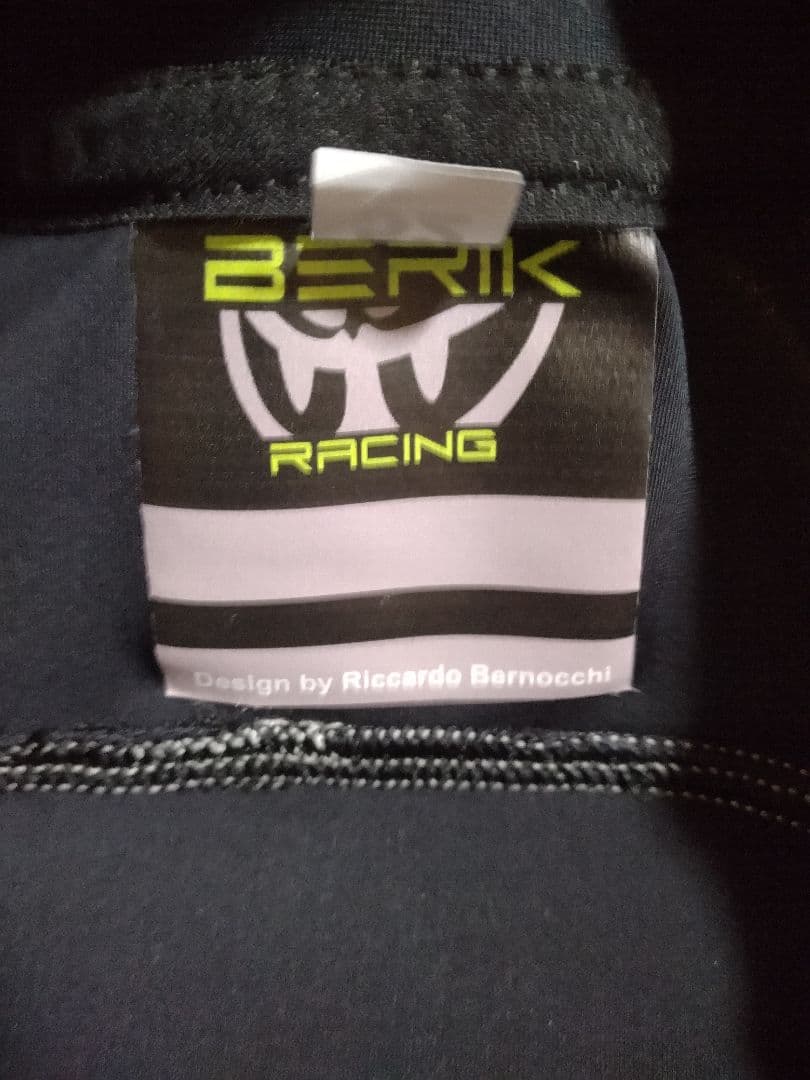 BERIK
RACING
Design by Riccardo Bernocchi